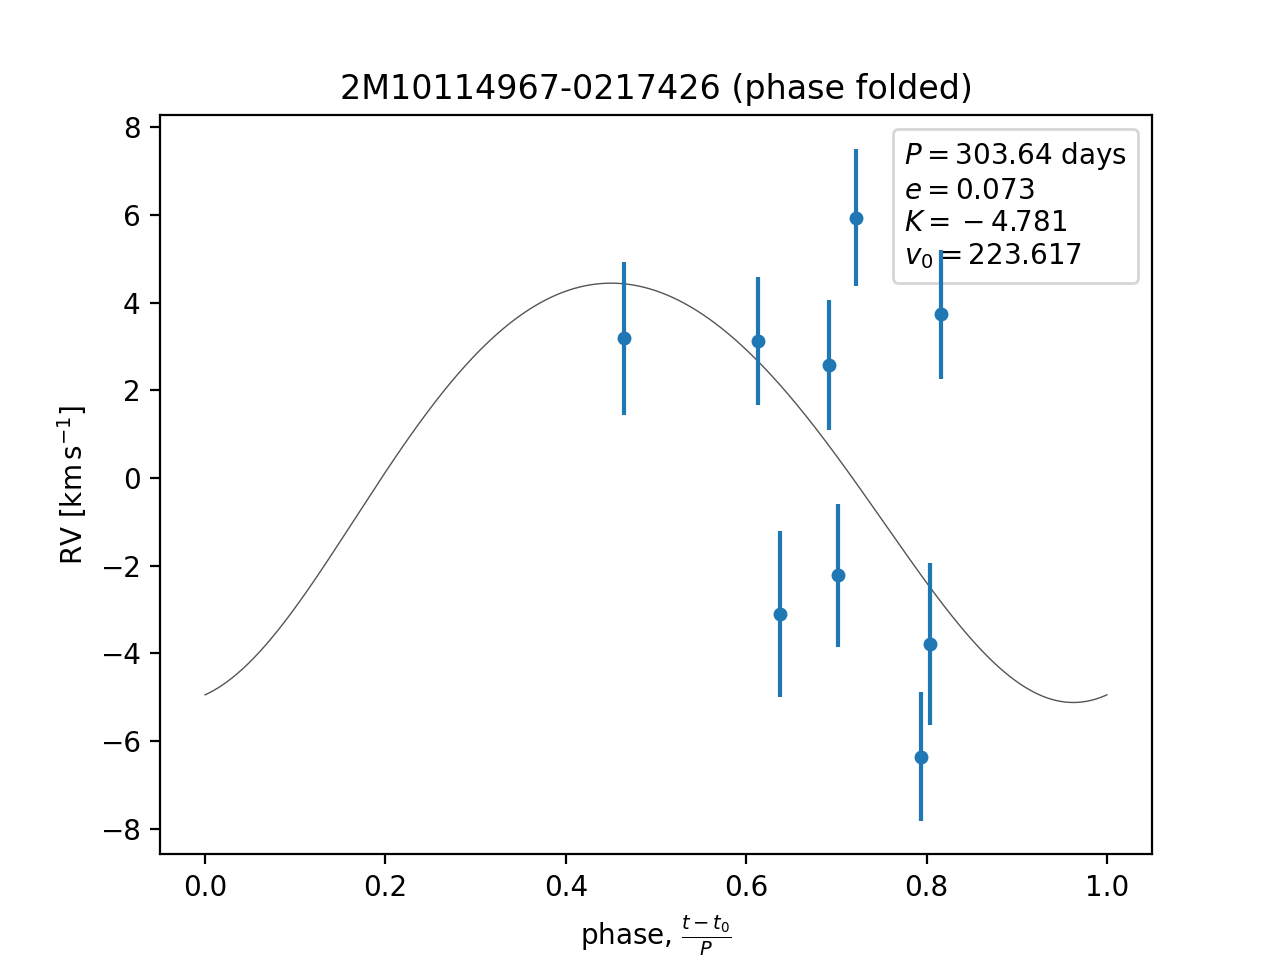 2M10114967-0217426 (phase folded)
P = 303.64 days
e = 0.073
K = −4.781
v₀ = 223.617
8
6
4
2
0
−2
−4
−6
−8
RV [km s⁻¹]
0.0 0.2 0.4 0.6 0.8 1.0
phase, (t − t₀)/P